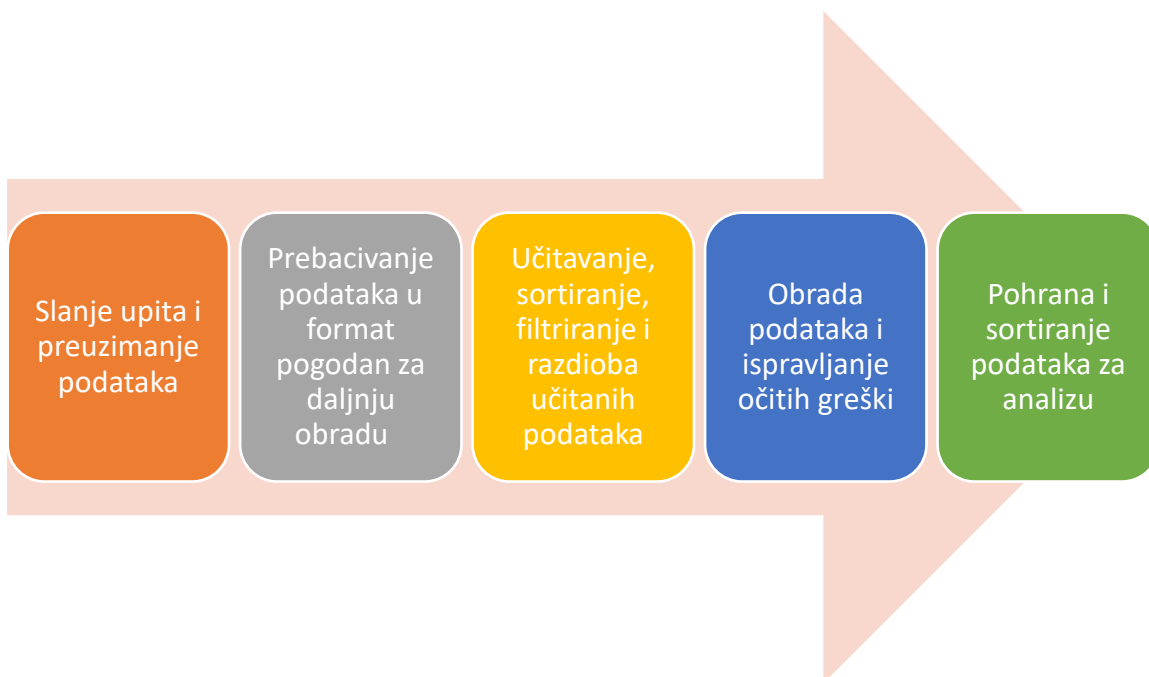 Slanje upita i
preuzimanje
podataka
Prebacivanje
podataka u
format
pogodan za
daljnju
obradu
Učitavanje,
sortiranje,
filtriranje i
razdioba
učitanih
podataka
Obrada
podataka i
ispravljanje
očitih greški
Pohrana i
sortiranje
podataka za
analizu